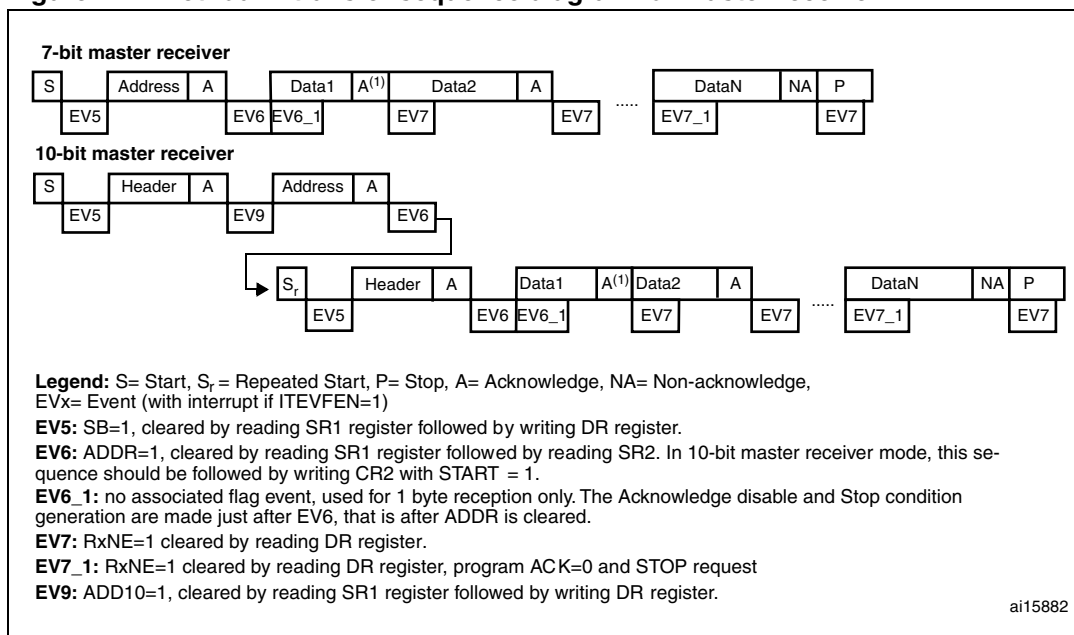 7-bit master receiver
S Address A Data1 A(1) Data2 A ..... DataN NA P
EV5 EV6 EV6_1 EV7 EV7 EV7_1 EV7
10-bit master receiver
S Header A Address A
EV5 EV9 EV6
Sr Header A Data1 A(1) Data2 A ..... DataN NA P
EV5 EV6 EV6_1 EV7 EV7 EV7_1 EV7
Legend: S= Start, Sr = Repeated Start, P= Stop, A= Acknowledge, NA= Non-acknowledge,
EVx= Event (with interrupt if ITEVFEN=1)
EV5: SB=1, cleared by reading SR1 register followed by writing DR register.
EV6: ADDR=1, cleared by reading SR1 register followed by reading SR2. In 10-bit master receiver mode, this se-
quence should be followed by writing CR2 with START = 1.
EV6_1: no associated flag event, used for 1 byte reception only. The Acknowledge disable and Stop condition
generation are made just after EV6, that is after ADDR is cleared.
EV7: RxNE=1 cleared by reading DR register.
EV7_1: RxNE=1 cleared by reading DR register, program ACK=0 and STOP request
EV9: ADD10=1, cleared by reading SR1 register followed by writing DR register.
ai15882